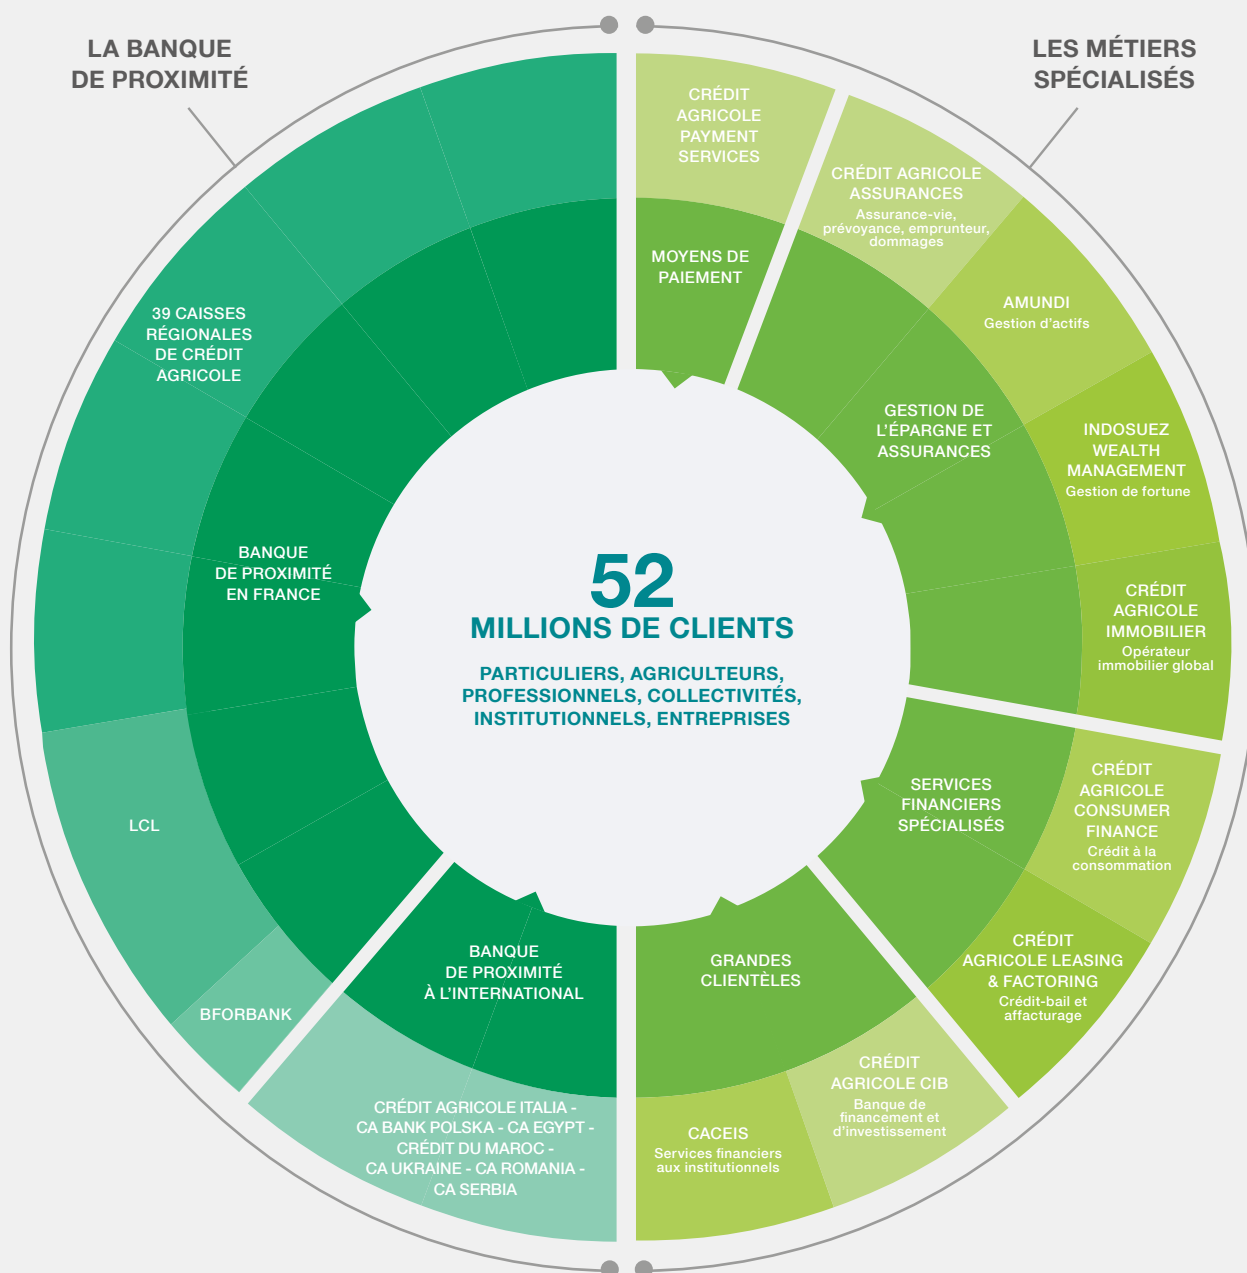 LA BANQUE
DE PROXIMITÉ
LES MÉTIERS
SPÉCIALISÉS
CRÉDIT
AGRICOLE
PAYMENT
SERVICES
CRÉDIT AGRICOLE
ASSURANCES
Assurance-vie,
prévoyance, emprunteur,
dommages
MOYENS DE
PAIEMENT
AMUNDI
Gestion d'actifs
39 CAISSES
RÉGIONALES
DE CRÉDIT
AGRICOLE
GESTION DE
L'ÉPARGNE ET
ASSURANCES
INDOSUEZ
WEALTH
MANAGEMENT
Gestion de fortune
BANQUE
DE PROXIMITÉ
EN FRANCE
52
MILLIONS DE CLIENTS
PARTICULIERS, AGRICULTEURS,
PROFESSIONNELS, COLLECTIVITÉS,
INSTITUTIONNELS, ENTREPRISES
CRÉDIT
AGRICOLE
IMMOBILIER
Opérateur
immobilier global
SERVICES
FINANCIERS
SPÉCIALISÉS
CRÉDIT
AGRICOLE
CONSUMER
FINANCE
Crédit à la
consommation
LCL
BFORBANK
BANQUE
DE PROXIMITÉ
À L'INTERNATIONAL
GRANDES
CLIENTÈLES
CRÉDIT
AGRICOLE LEASING
& FACTORING
Crédit-bail et
affacturage
CRÉDIT AGRICOLE ITALIA -
CA BANK POLSKA - CA EGYPT -
CRÉDIT DU MAROC -
CA UKRAINE - CA ROMANIA -
CA SERBIA
CACEIS
Services financiers
aux institutionnels
CRÉDIT
AGRICOLE CIB
Banque de
financement et
d'investissement